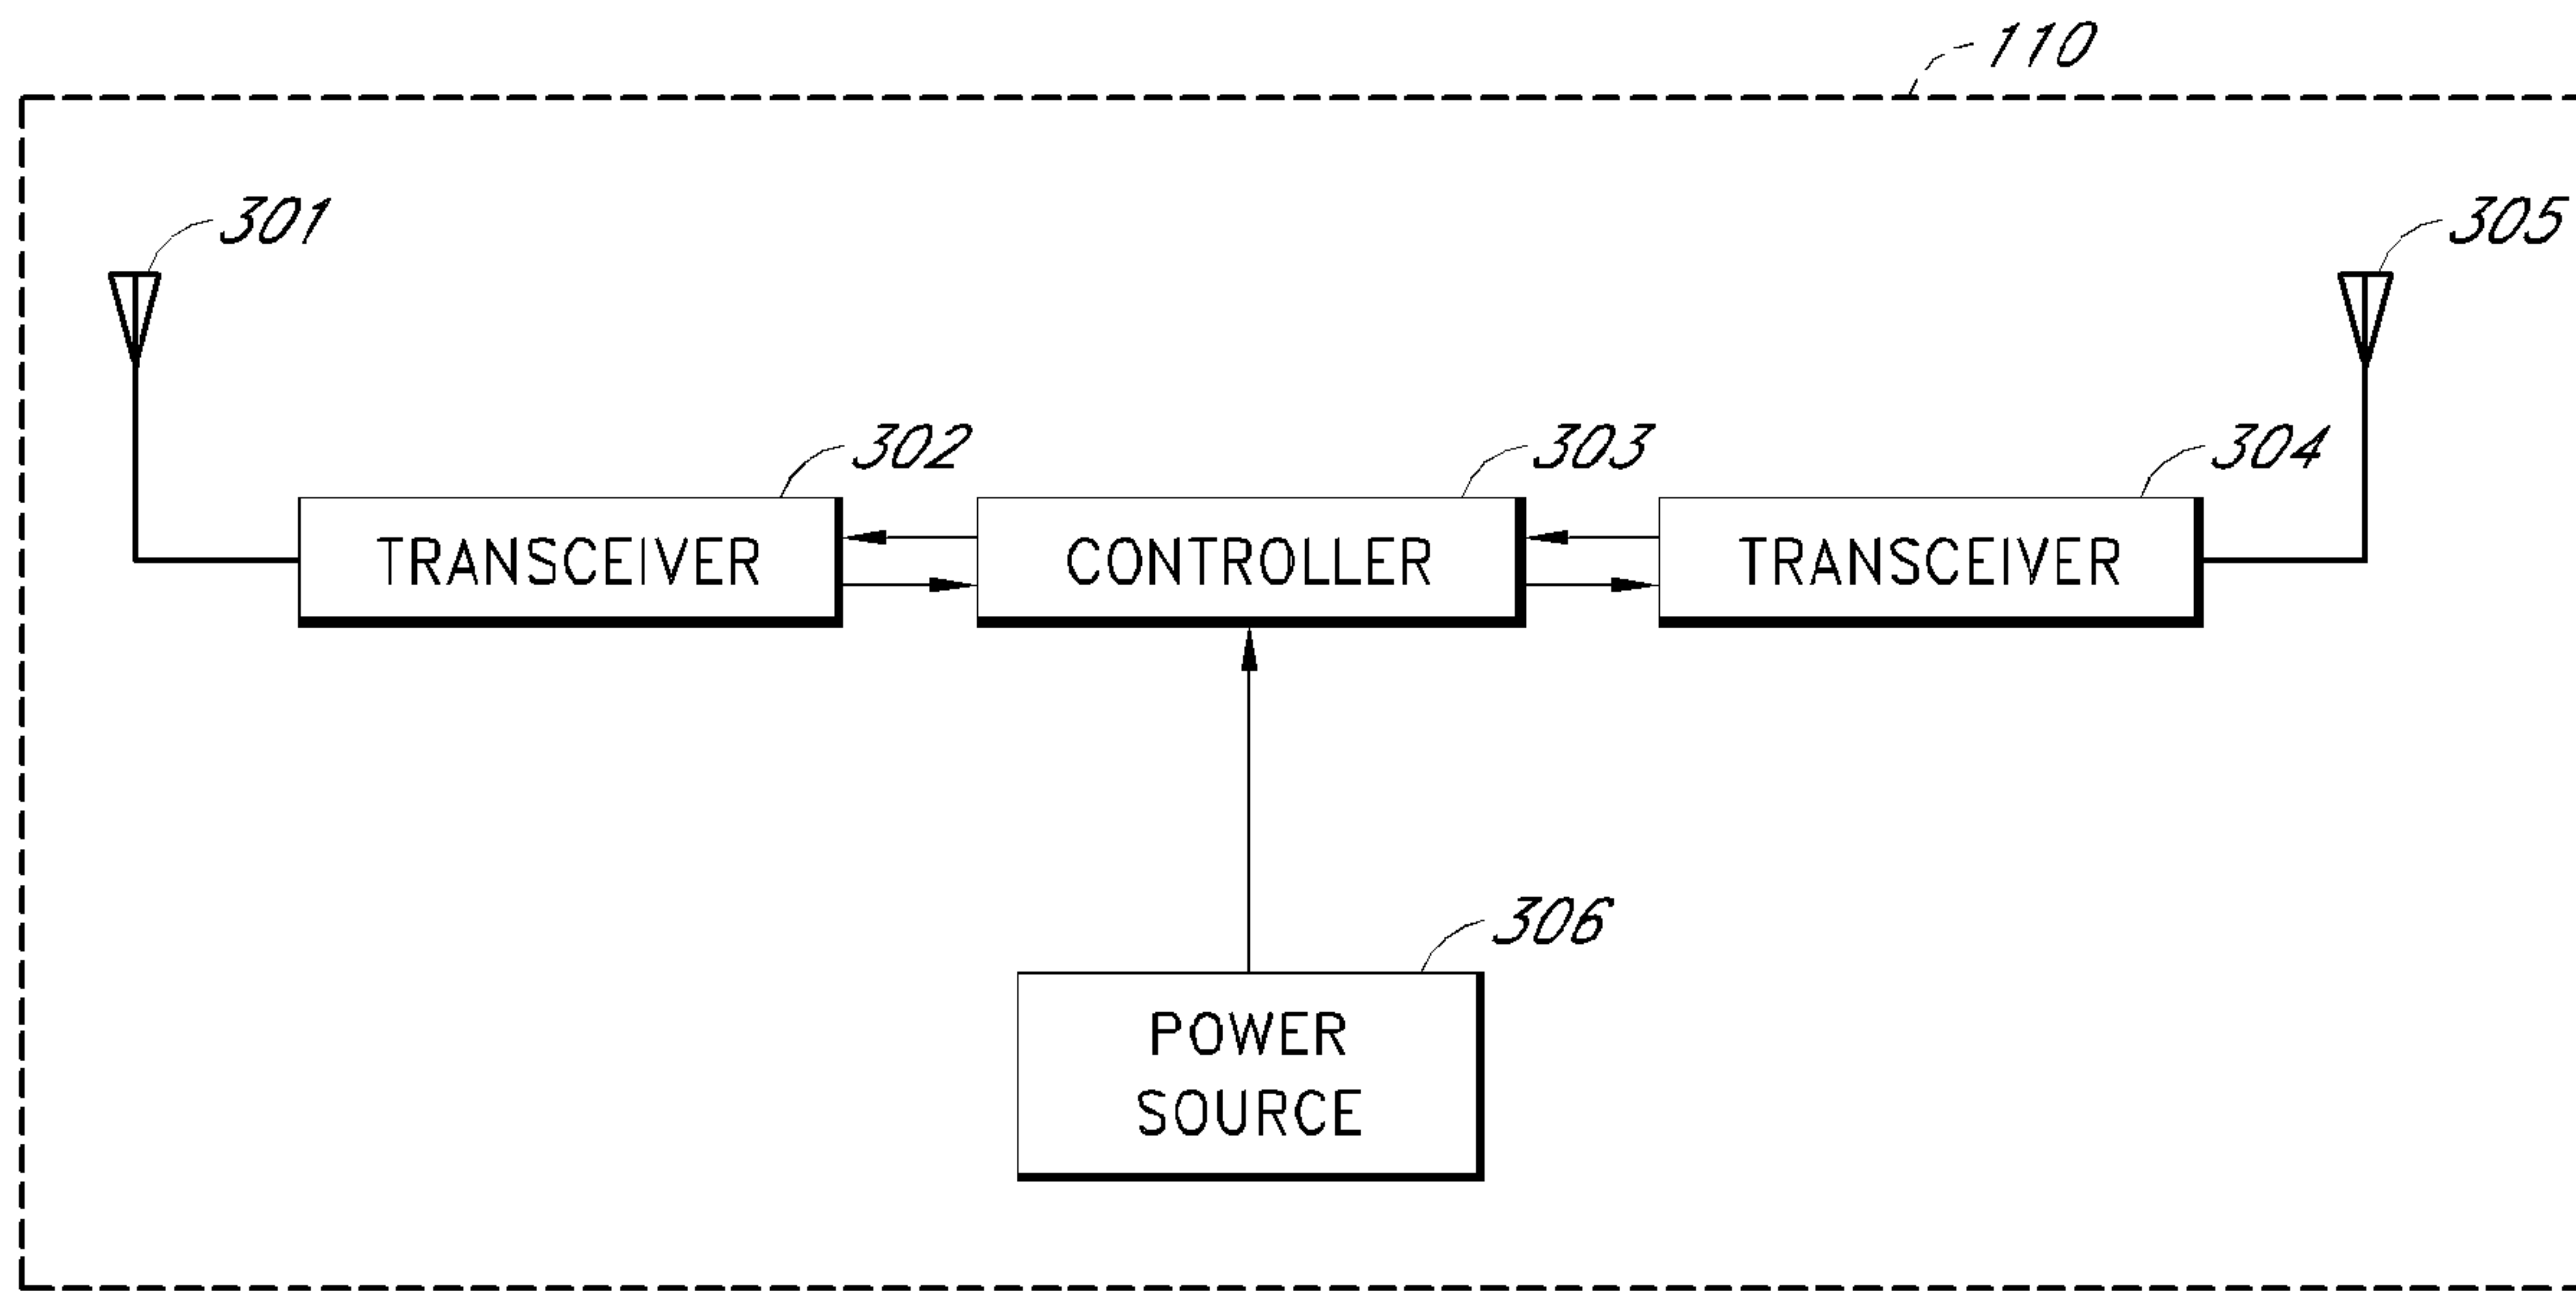 110
301
305
302
303
304
TRANSCEIVER
CONTROLLER
TRANSCEIVER
306
POWER
SOURCE